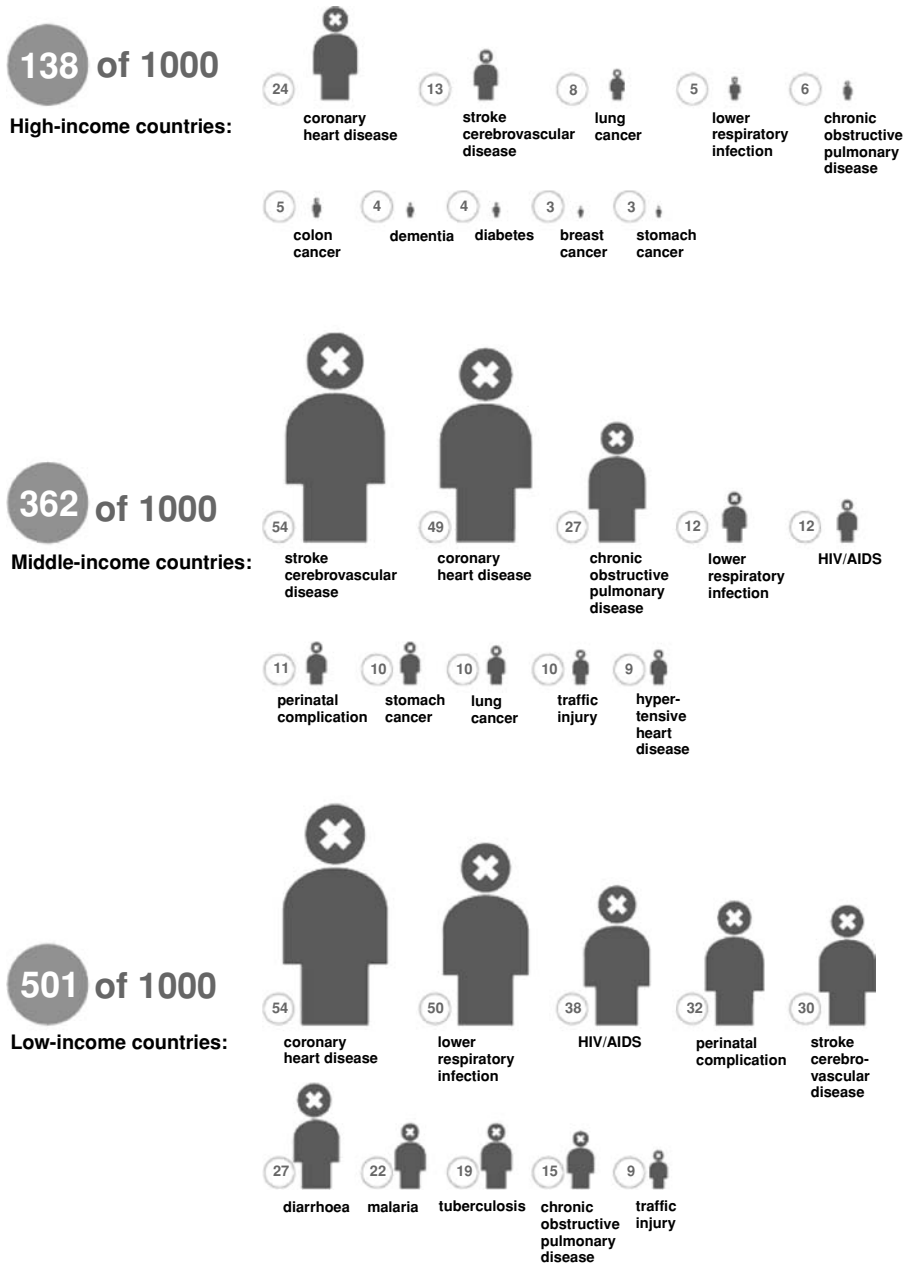 138 of 1000
High-income countries:
24
coronary
heart disease
13
stroke
cerebrovascular
disease
8
lung
cancer
5
lower
respiratory
infection
6
chronic
obstructive
pulmonary
disease
5
colon
cancer
4
dementia
4
diabetes
3
breast
cancer
3
stomach
cancer
362 of 1000
Middle-income countries:
54
stroke
cerebrovascular
disease
49
coronary
heart disease
27
chronic
obstructive
pulmonary
disease
12
lower
respiratory
infection
12
HIV/AIDS
11
perinatal
complication
10
stomach
cancer
10
lung
cancer
10
traffic
injury
9
hyper-
tensive
heart
disease
501 of 1000
Low-income countries:
54
coronary
heart disease
50
lower
respiratory
infection
38
HIV/AIDS
32
perinatal
complication
30
stroke
cerebro-
vascular
disease
27
diarrhoea
22
malaria
19
tuberculosis
15
chronic
obstructive
pulmonary
disease
9
traffic
injury